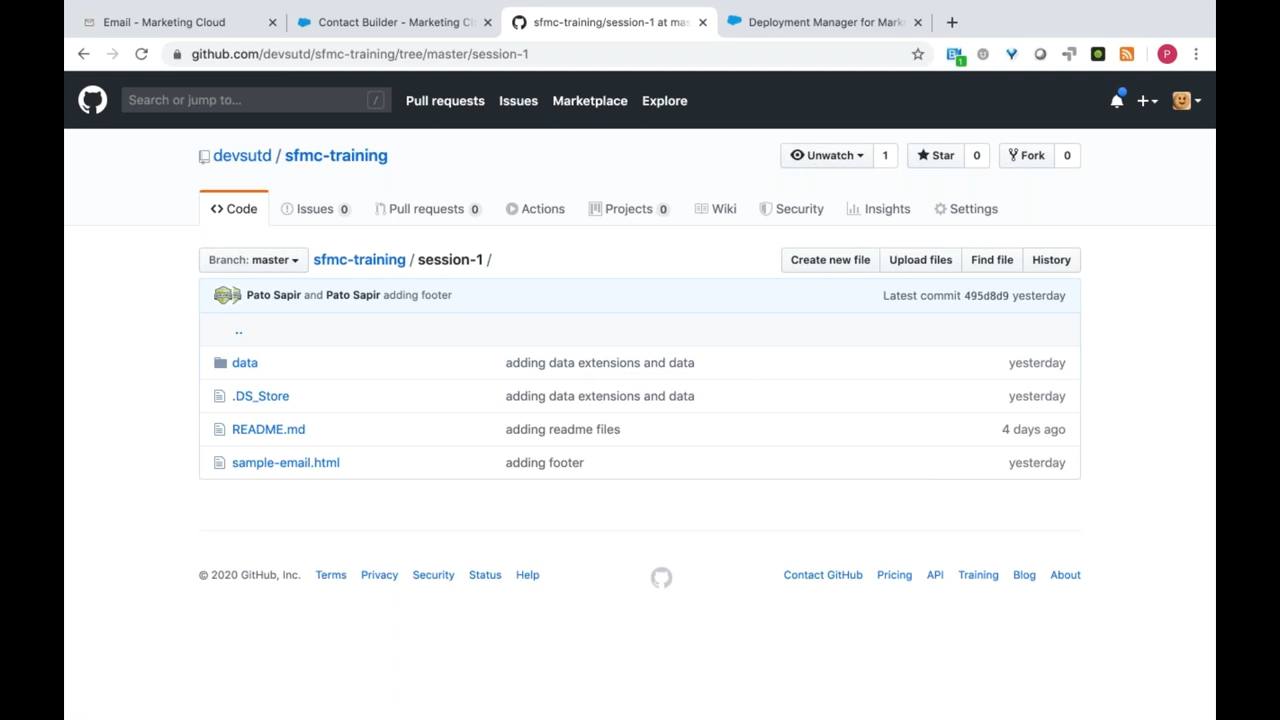 Email - Marketing Cloud
Contact Builder - Marketing Cl
sfmc-training/session-1 at mas
Deployment Manager for Mark
github.com/devsutd/sfmc-training/tree/master/session-1
1
P
Search or jump to...
/
Pull requests
Issues
Marketplace
Explore
devsutd / sfmc-training
Unwatch 1
Star 0
Fork 0
Code
Issues 0
Pull requests 0
Actions
Projects 0
Wiki
Security
Insights
Settings
Branch: master
sfmc-training / session-1 /
Create new file
Upload files
Find file
History
Pato Sapir and Pato Sapir adding footer
Latest commit 495d8d9 yesterday
..
data adding data extensions and data yesterday
.DS_Store adding data extensions and data yesterday
README.md adding readme files 4 days ago
sample-email.html adding footer yesterday
© 2020 GitHub, Inc. Terms Privacy Security Status Help
Contact GitHub Pricing API Training Blog About